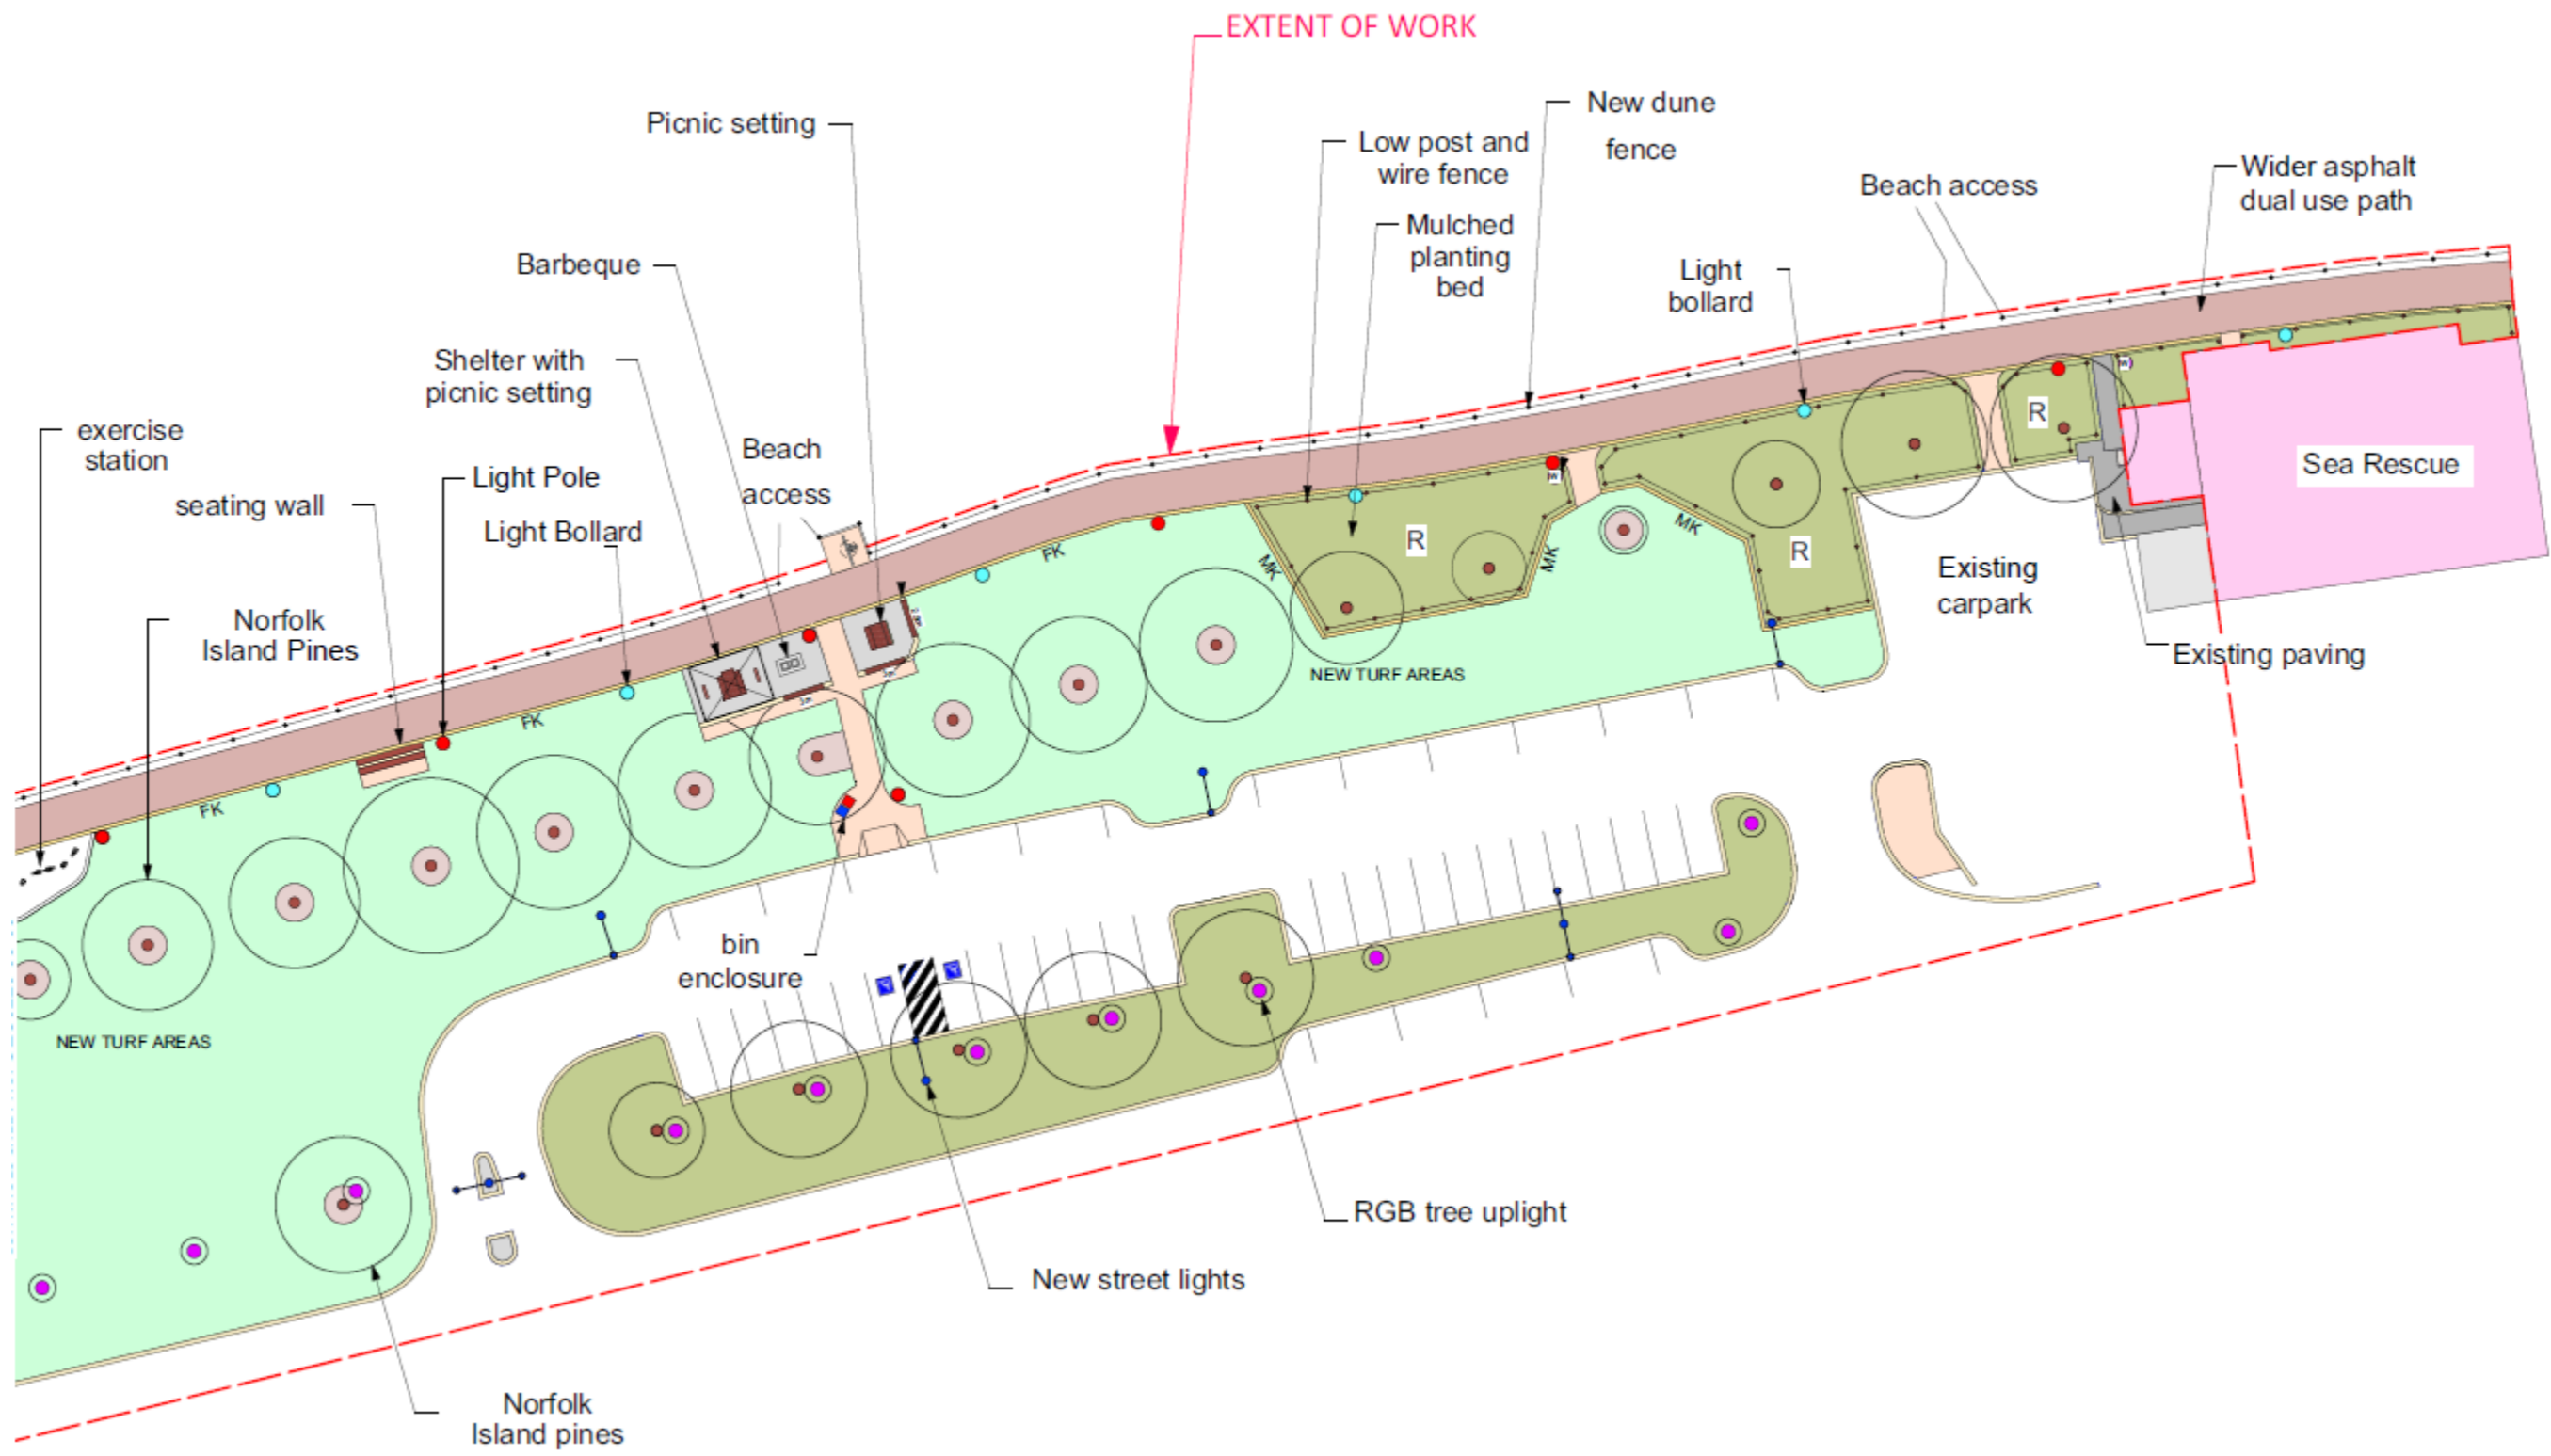 EXTENT OF WORK
Picnic setting
New dune
fence
Low post and
wire fence
Wider asphalt
dual use path
Beach access
Mulched
planting
bed
Barbeque
Light
bollard
Shelter with
picnic setting
exercise
station
Beach
access
Light Pole
seating wall
Light Bollard
Sea Rescue
R
R
R
W
W
MK
MK
MK
FK
FK
FK
Existing
carpark
Norfolk
Island Pines
Existing paving
NEW TURF AREAS
bin
enclosure
NEW TURF AREAS
RGB tree uplight
New street lights
Norfolk
Island pines